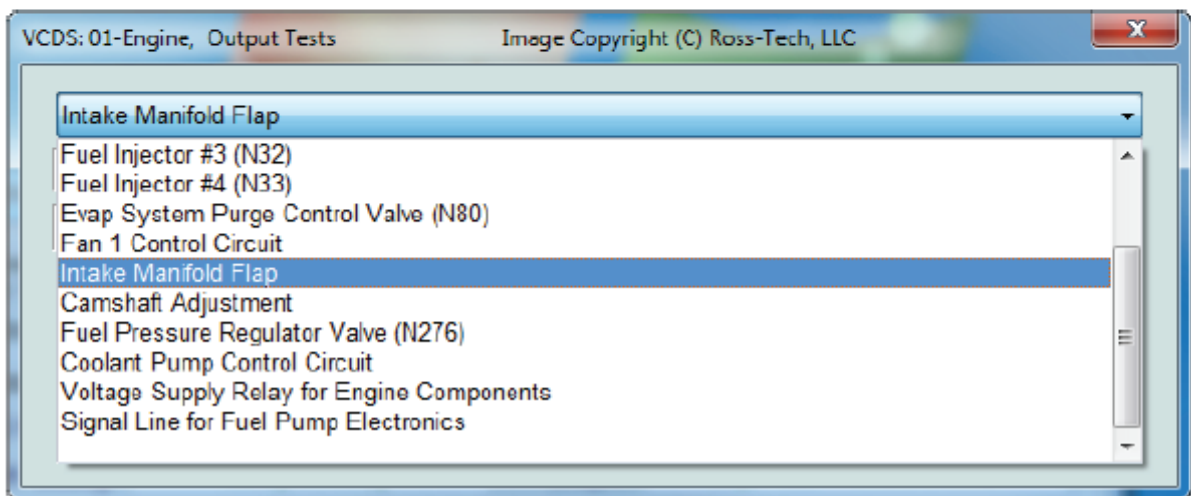 VCDS: 01-Engine, Output Tests Image Copyright (C) Ross-Tech, LLC
Intake Manifold Flap
Fuel Injector #3 (N32)
Fuel Injector #4 (N33)
Evap System Purge Control Valve (N80)
Fan 1 Control Circuit
Intake Manifold Flap
Camshaft Adjustment
Fuel Pressure Regulator Valve (N276)
Coolant Pump Control Circuit
Voltage Supply Relay for Engine Components
Signal Line for Fuel Pump Electronics